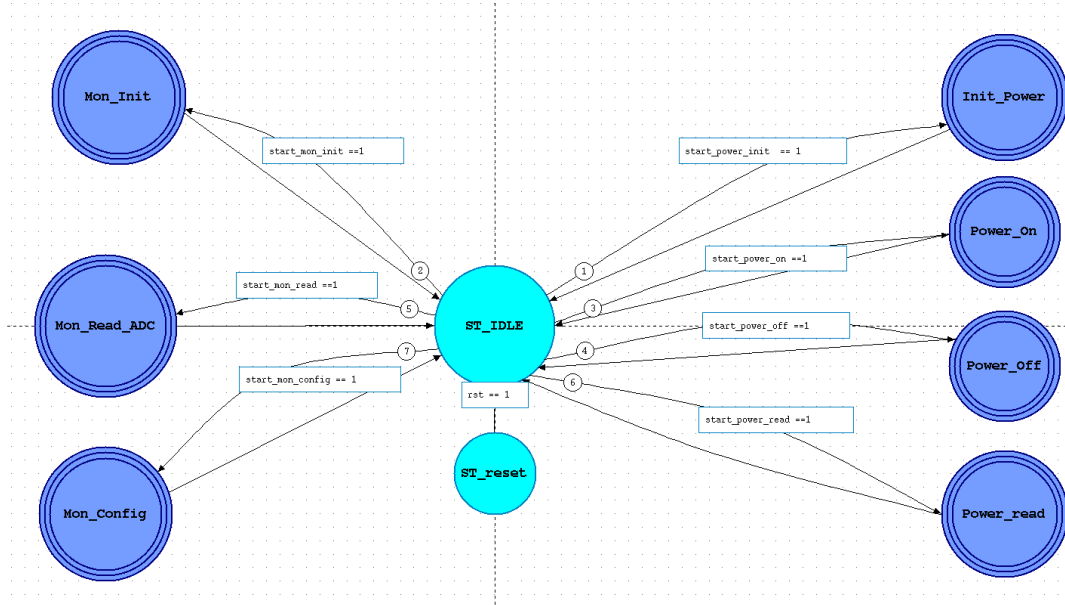 Mon_Init
Init_Power
start_mon_init ==1
start_power_init  == 1
Power_On
start_power_on ==1
2
1
start_mon_read ==1
5
3
Mon_Read_ADC
ST_IDLE
start_power_off ==1
7
4
Power_Off
start_mon_config == 1
6
rst == 1
start_power_read ==1
ST_reset
Mon_Config
Power_read